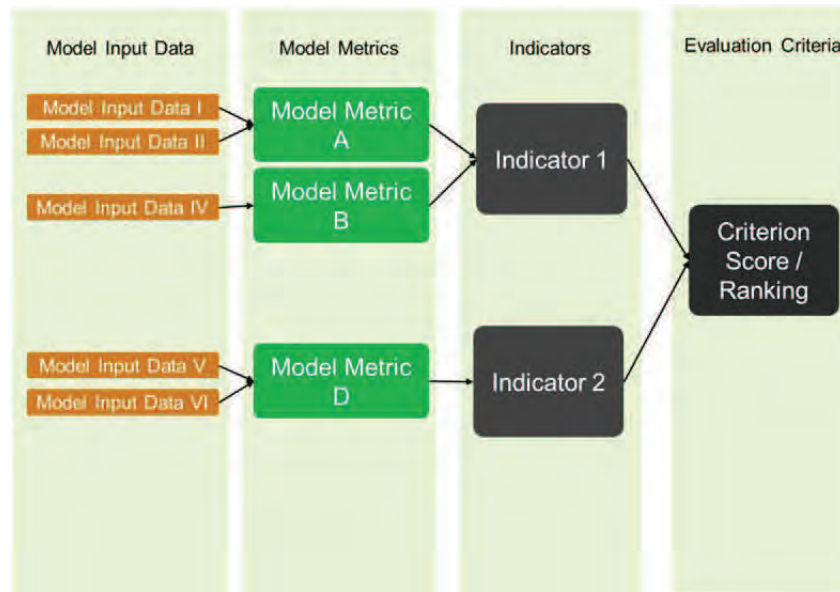 Model Input Data
Model Metrics
Indicators
Evaluation Criteria
Model Input Data I
Model Input Data II
Model Input Data IV
Model Input Data V
Model Input Data VI
Model Metric
A
Model Metric
B
Model Metric
D
Indicator 1
Indicator 2
Criterion
Score /
Ranking